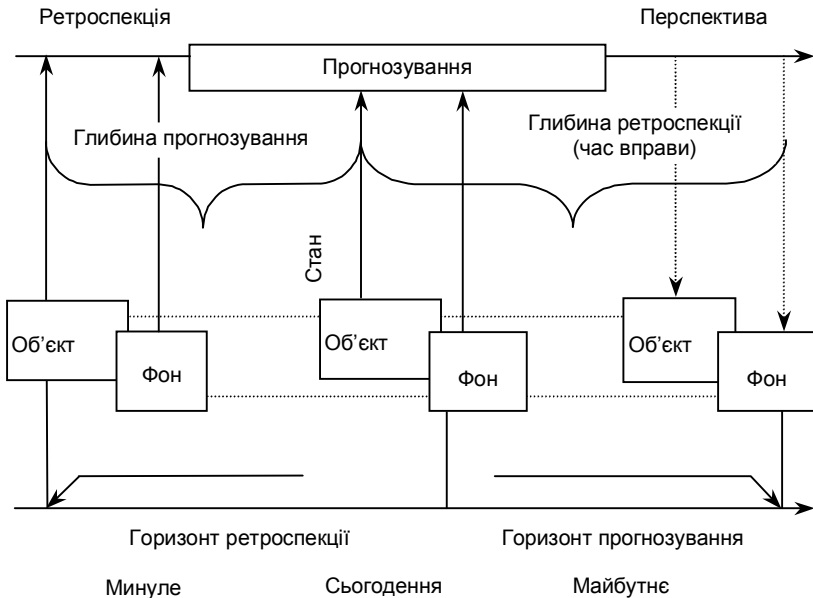 Ретроспекція
Перспектива
Прогнозування
Глибина прогнозування
Глибина ретроспекції
(час вправи)
Стан
Об’єкт
Фон
Об’єкт
Фон
Об’єкт
Фон
Горизонт ретроспекції
Горизонт прогнозування
Минуле
Сьогодення
Майбутнє